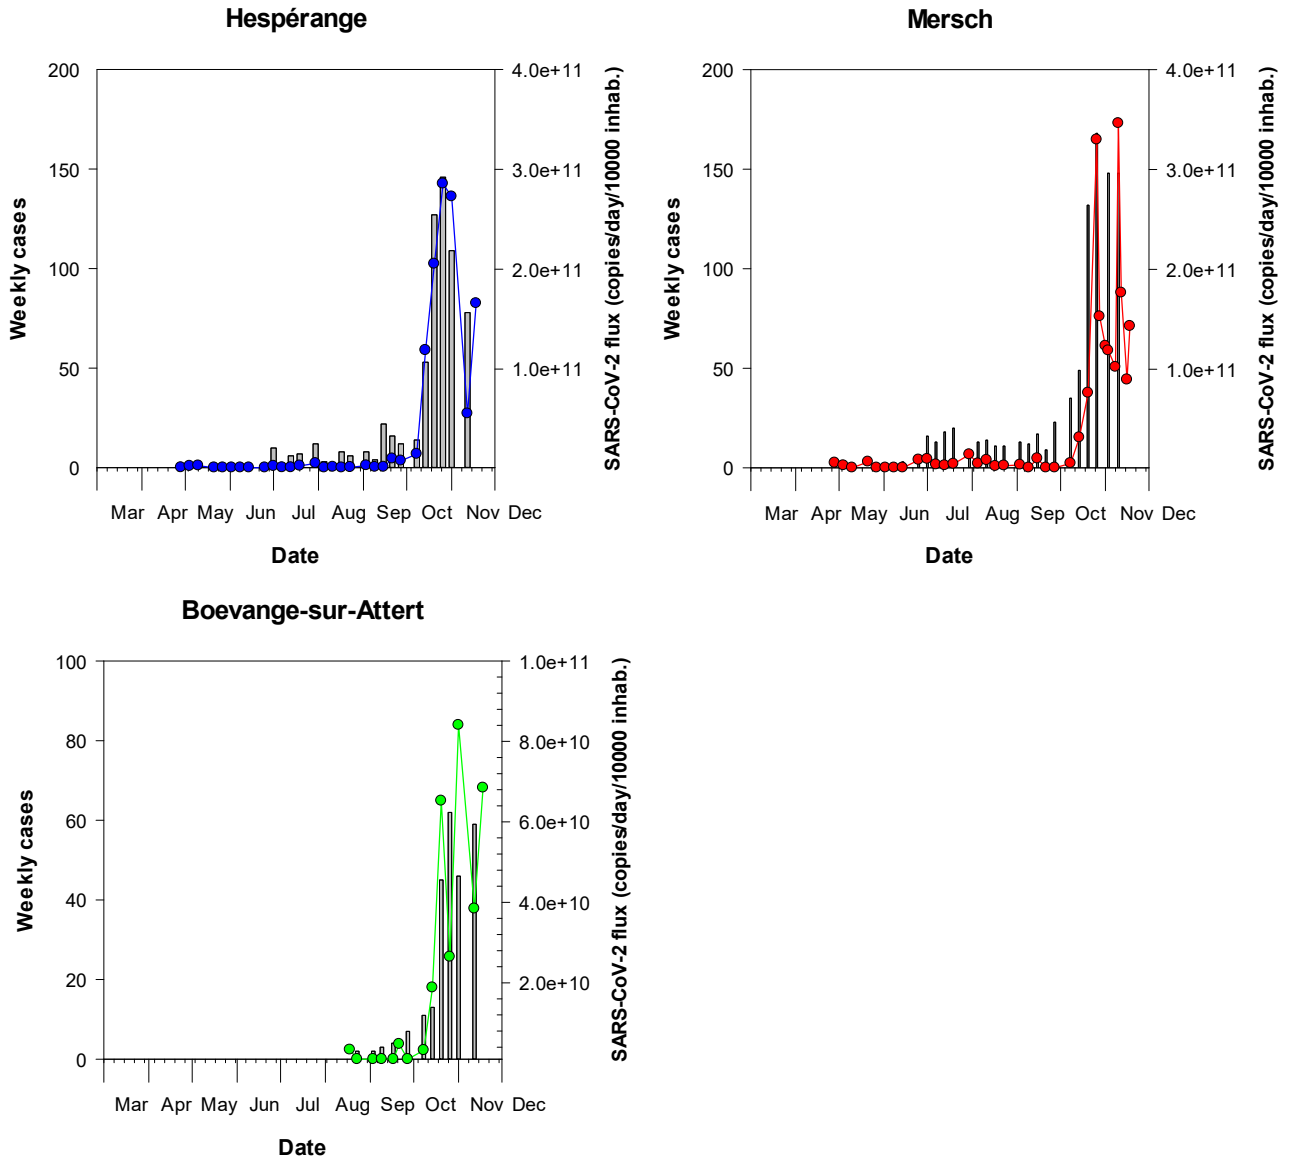 Hespérange
200
150
100
50
0
4.0e+11
3.0e+11
2.0e+11
1.0e+11
Weekly cases
SARS-CoV-2 flux (copies/day/10000 inhab.)
Mar Apr May Jun Jul Aug Sep Oct Nov Dec
Date
Mersch
200
150
100
50
0
4.0e+11
3.0e+11
2.0e+11
1.0e+11
Weekly cases
SARS-CoV-2 flux (copies/day/10000 inhab.)
Mar Apr May Jun Jul Aug Sep Oct Nov Dec
Date
Boevange-sur-Attert
100
80
60
40
20
0
1.0e+11
8.0e+10
6.0e+10
4.0e+10
2.0e+10
Weekly cases
SARS-CoV-2 flux (copies/day/10000 inhab.)
Mar Apr May Jun Jul Aug Sep Oct Nov Dec
Date